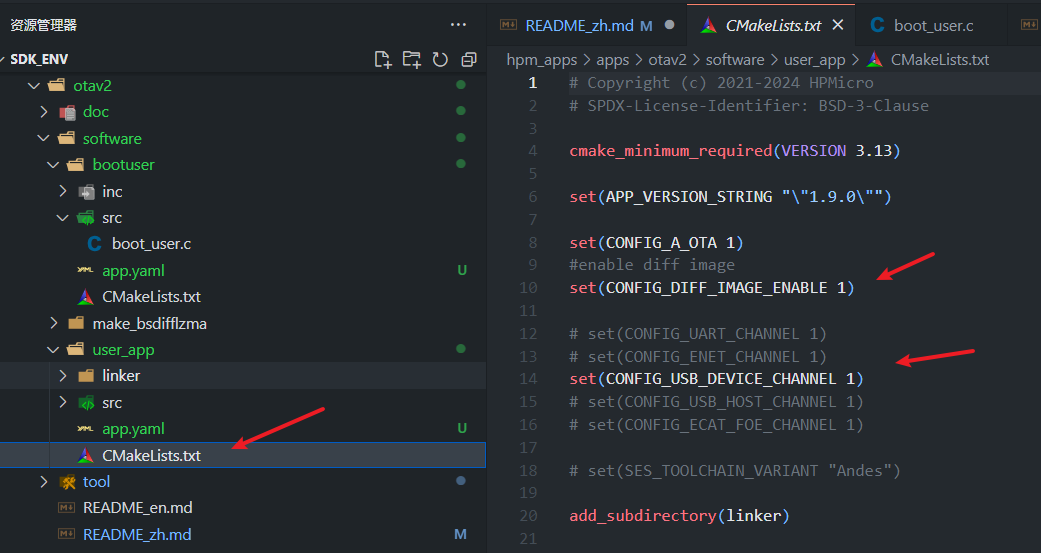 资源管理器
SDK_ENV
otav2
doc
software
bootuser
inc
src
boot_user.c
app.yaml U
CMakeLists.txt
make_bsdifflzma
user_app
linker
src
app.yaml U
CMakeLists.txt
tool
README_en.md
README_zh.md M
README_zh.md M CMakeLists.txt boot_user.c
hpm_apps > apps > otav2 > software > user_app > CMakeLists.txt
1 # Copyright (c) 2021-2024 HPMicro
2 # SPDX-License-Identifier: BSD-3-Clause
3
4 cmake_minimum_required(VERSION 3.13)
5
6 set(APP_VERSION_STRING "\"1.9.0\"")
7
8 set(CONFIG_A_OTA 1)
9 #enable diff image
10 set(CONFIG_DIFF_IMAGE_ENABLE 1)
11
12 # set(CONFIG_UART_CHANNEL 1)
13 # set(CONFIG_ENET_CHANNEL 1)
14 set(CONFIG_USB_DEVICE_CHANNEL 1)
15 # set(CONFIG_USB_HOST_CHANNEL 1)
16 # set(CONFIG_ECAT_FOE_CHANNEL 1)
17
18 # set(SES_TOOLCHAIN_VARIANT "Andes")
19
20 add_subdirectory(linker)
21